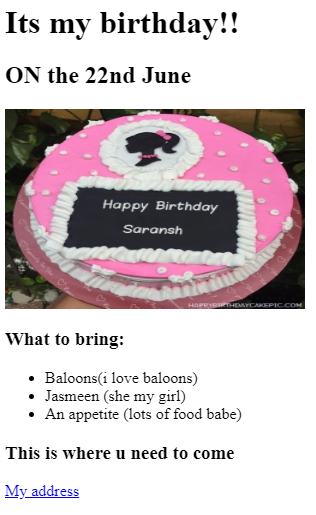 Its my birthday!!
ON the 22nd June
Happy Birthday
Saransh
HAPPYBIRTHDAYCAKEPIC.COM
What to bring:
Baloons(i love baloons)
Jasmeen (she my girl)
An appetite (lots of food babe)
This is where u need to come
My address